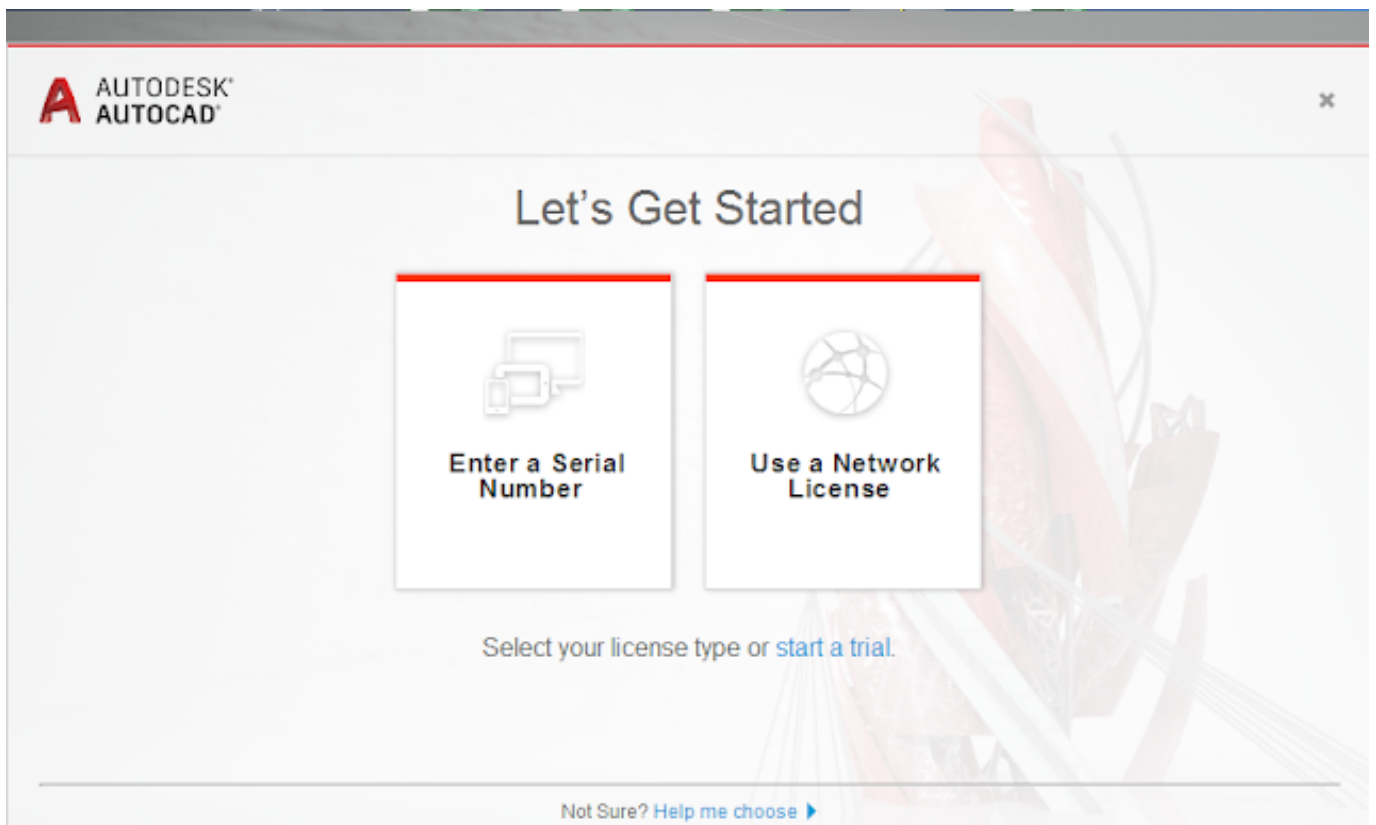 AUTODESK®
AUTOCAD®
Let's Get Started
Enter a Serial
Number
Use a Network
License
Select your license type or start a trial.
Not Sure? Help me choose